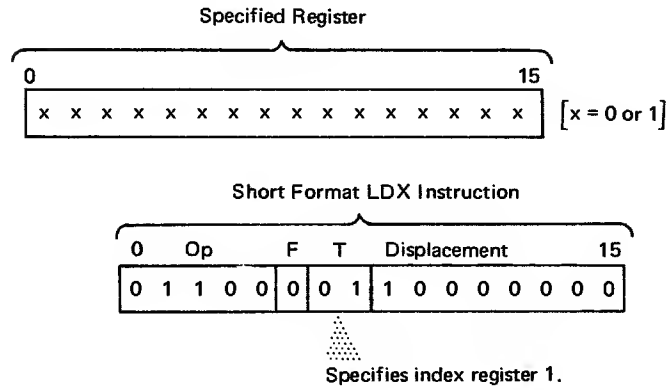 Specified Register
0 15
x x x x x x x x x x x x x x x x [x = 0 or 1]
Short Format LDX Instruction
0 Op F T Displacement 15
0 1 1 0 0 0 0 1 1 0 0 0 0 0 0 0
Specifies index register 1.